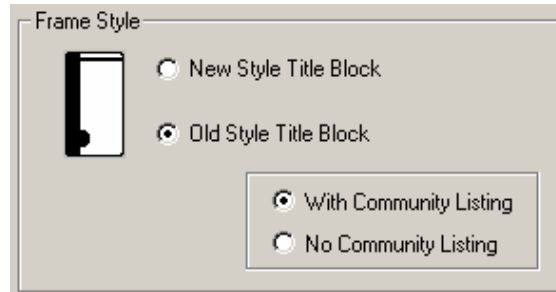 Frame Style
New Style Title Block
Old Style Title Block
With Community Listing
No Community Listing